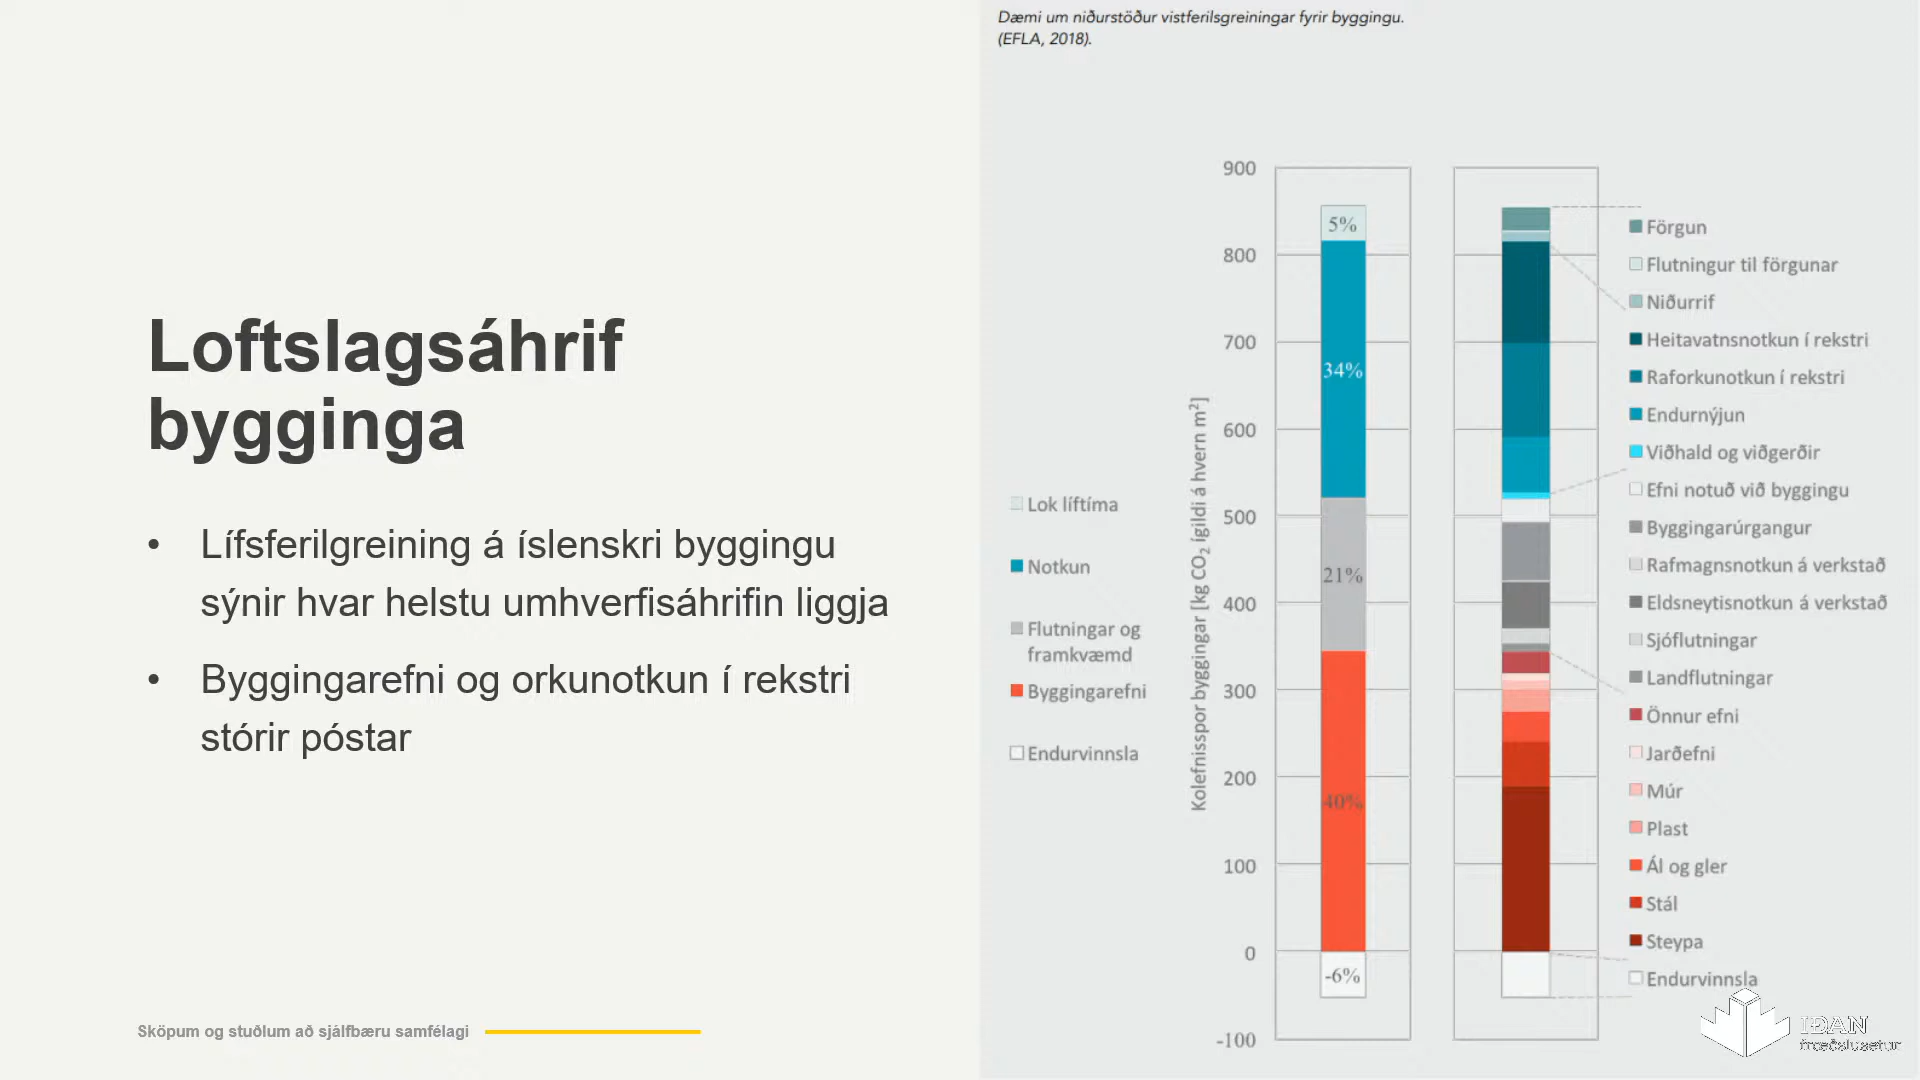 Dæmi um niðurstöður vistferilsgreiningar fyrir byggingu.
(EFLA, 2018).
Loftslagsáhrif
bygginga
• Lífsferilgreining á íslenskri byggingu
sýnir hvar helstu umhverfisáhrifin liggja
• Byggingarefni og orkunotkun í rekstri
stórir póstar
Sköpum og stuðlum að sjálfbæru samfélagi
Lok líftíma
Notkun
Flutningar og
framkvæmd
Byggingarefni
Endurvinnsla
Kolefnisspor byggingar [kg CO₂ ígildi á hvern m²]
900
800
700
600
500
400
300
200
100
0
-100
5%
34%
21%
40%
-6%
Förgun
Flutningur til förgunar
Niðurrif
Heitavatnsnotkun í rekstri
Raforkunotkun í rekstri
Endurnýjun
Viðhald og viðgerðir
Efni notuð við byggingu
Byggingarúrgangur
Rafmagnsnotkun á verkstað
Eldsneytisnotkun á verkstað
Sjóflutningar
Landflutningar
Önnur efni
Jarðefni
Múr
Plast
Ál og gler
Stál
Steypa
Endurvinnsla
IÐAN
fræðslusetur